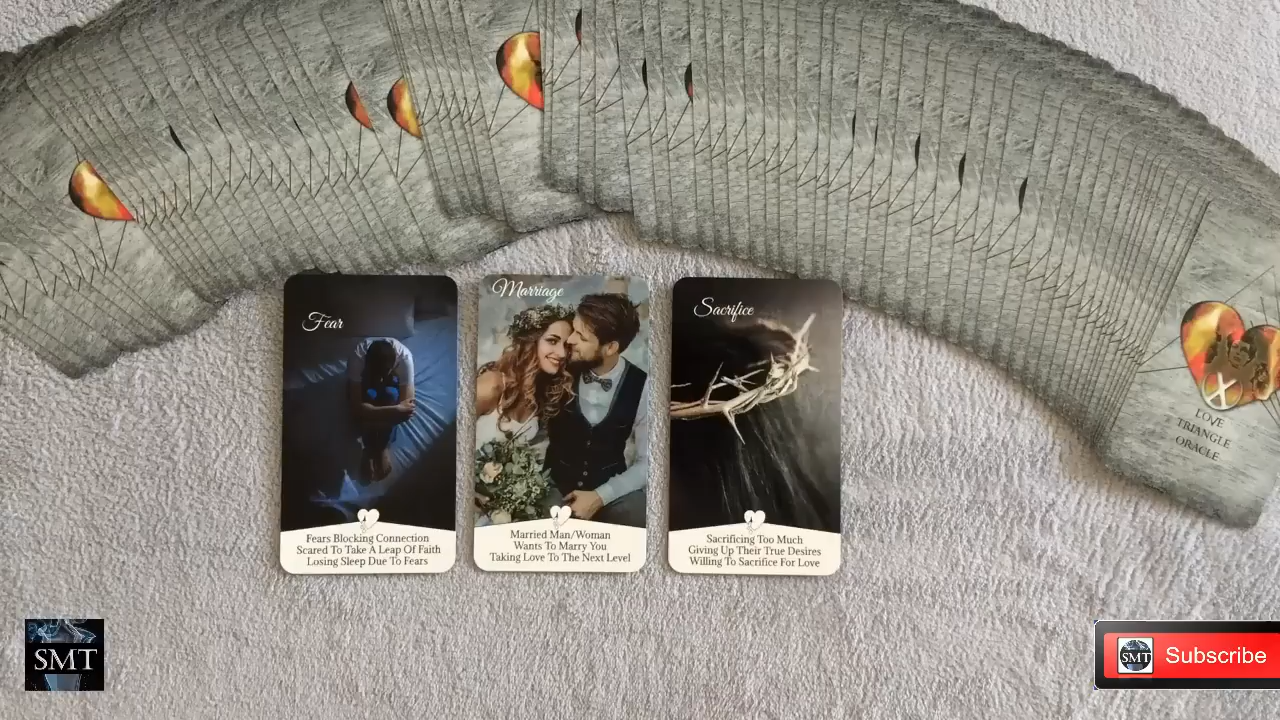 Fear
Fears Blocking Connection
Scared To Take A Leap Of Faith
Losing Sleep Due To Fears
Marriage
Married Man/Woman
Wants To Marry You
Taking Love To The Next Level
Sacrifice
Sacrificing Too Much
Giving Up Their True Desires
Willing To Sacrifice For Love
LOVE
TRIANGLE
ORACLE
SMT
SMT
Subscribe